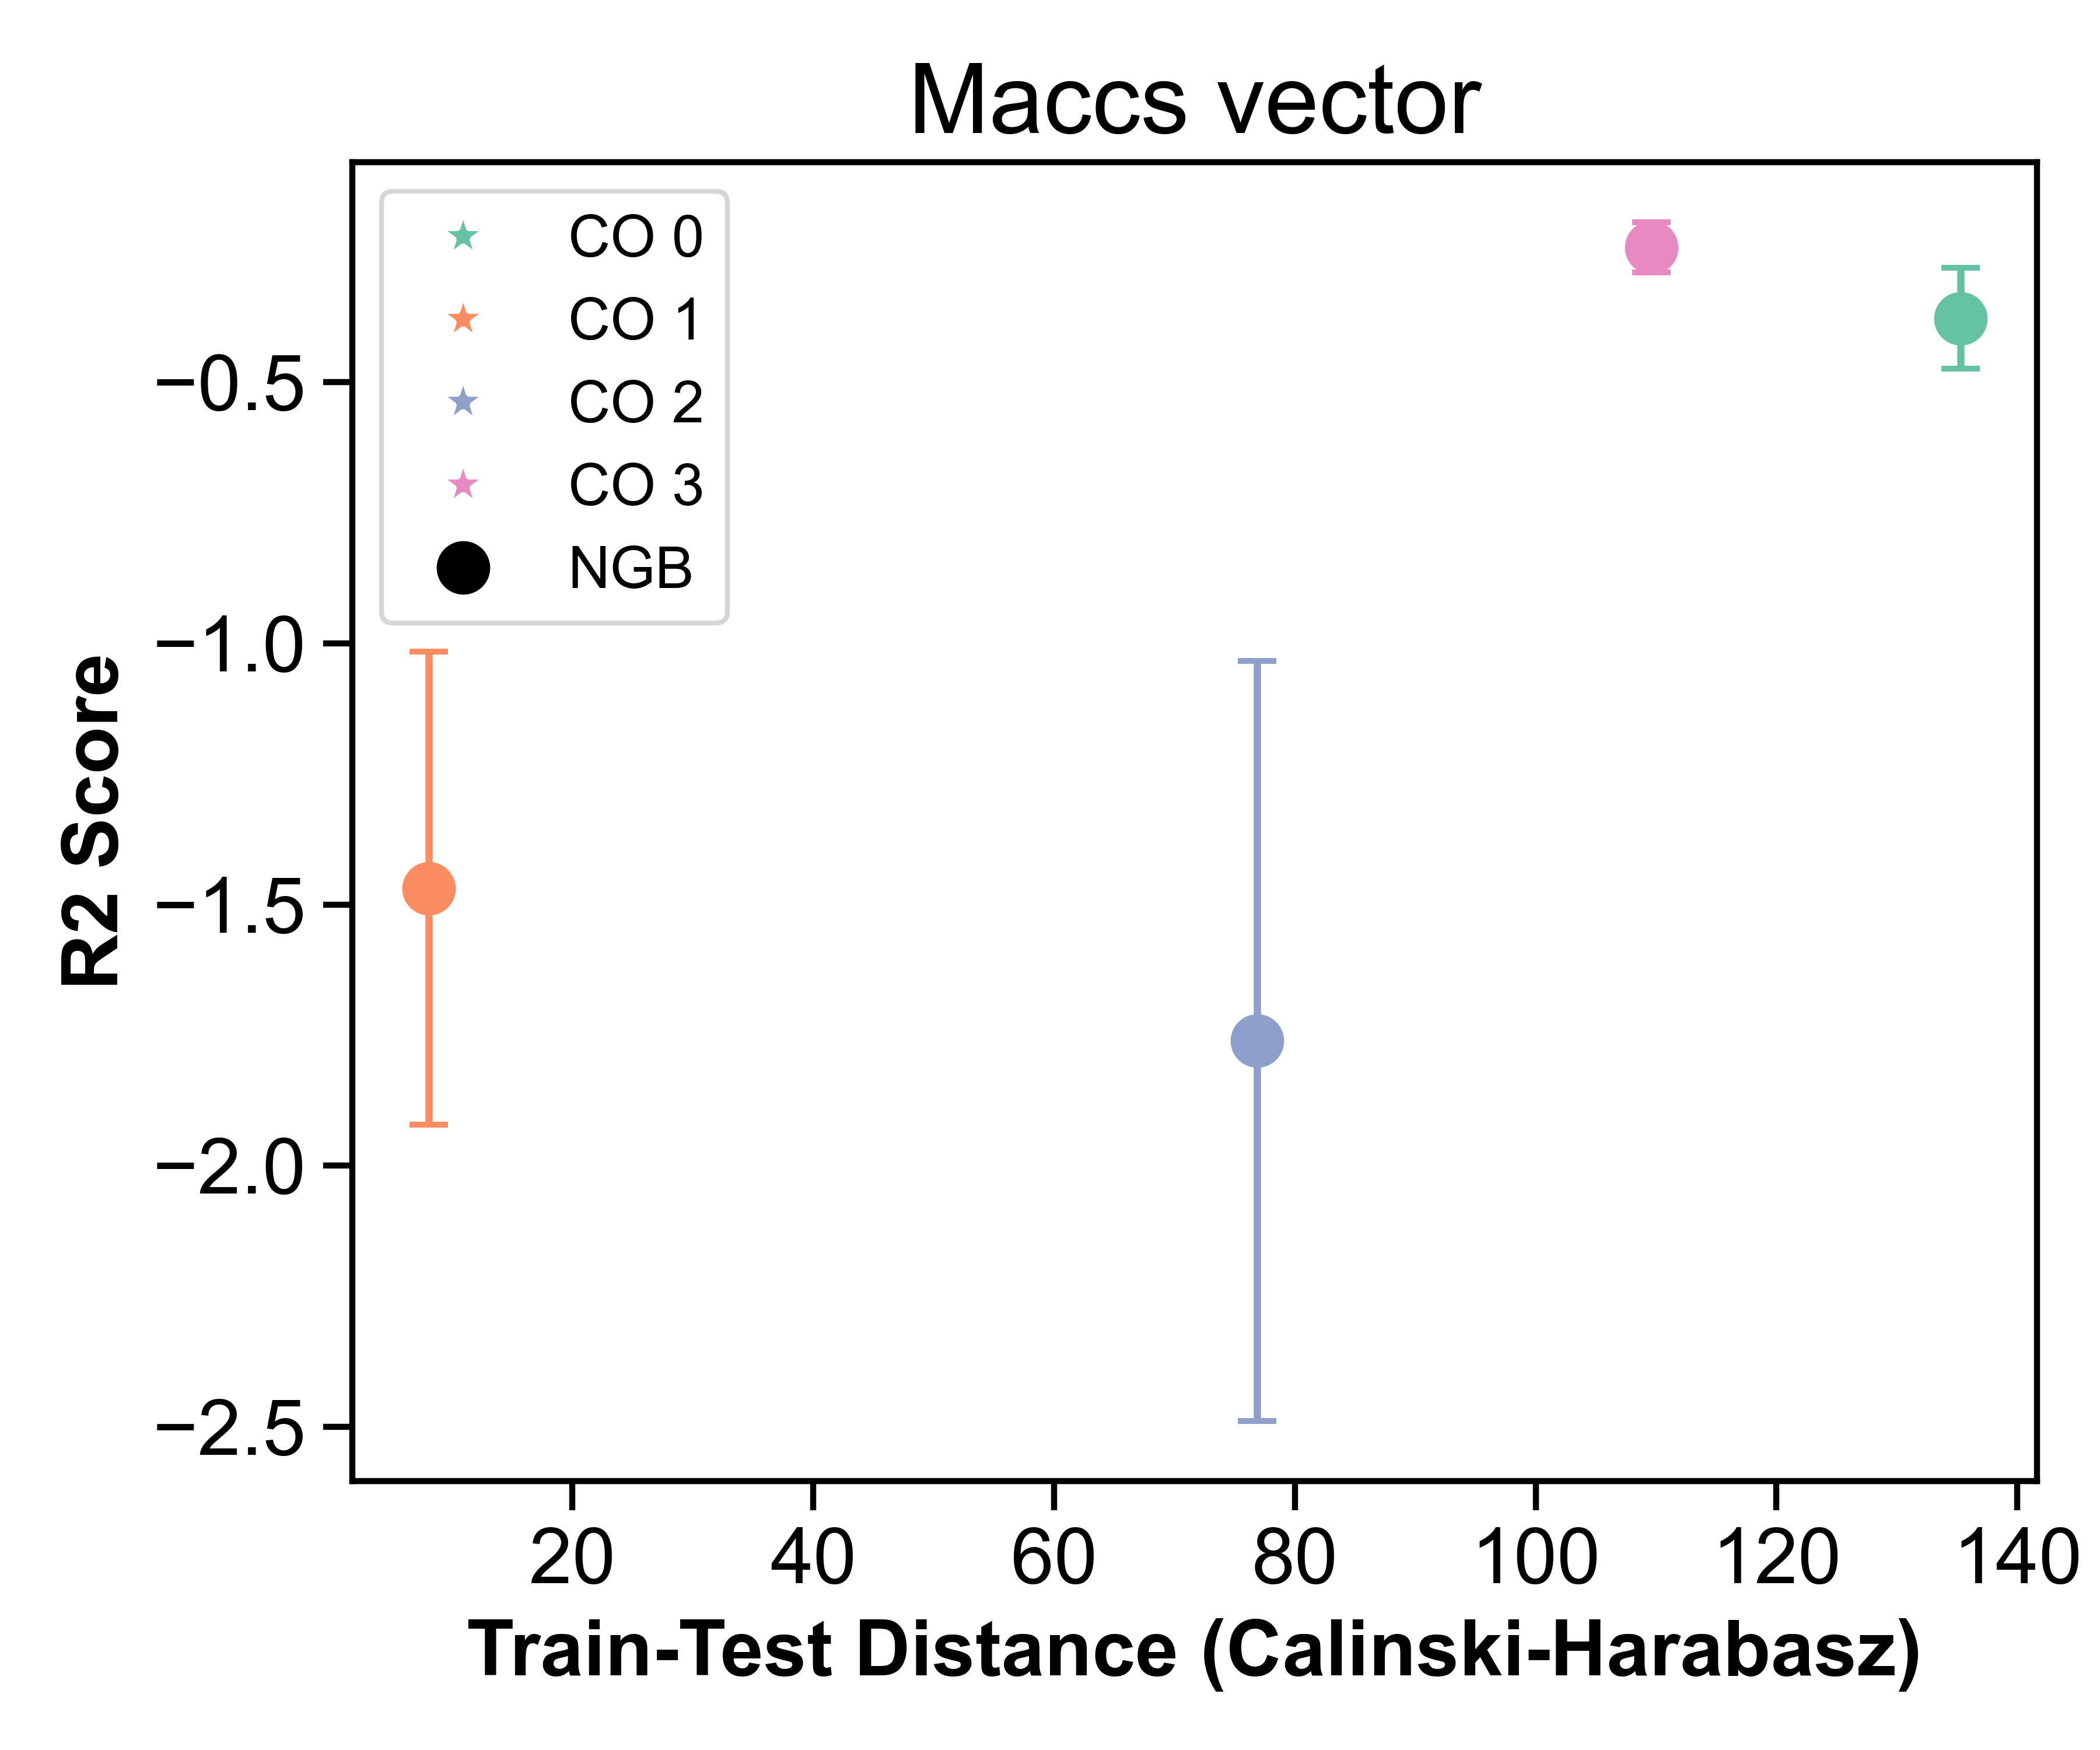 Maccs vector
CO 0
CO 1
CO 2
CO 3
NGB
−0.5
−1.0
−1.5
−2.0
−2.5
R2 Score
20 40 60 80 100 120 140
Train-Test Distance (Calinski-Harabasz)